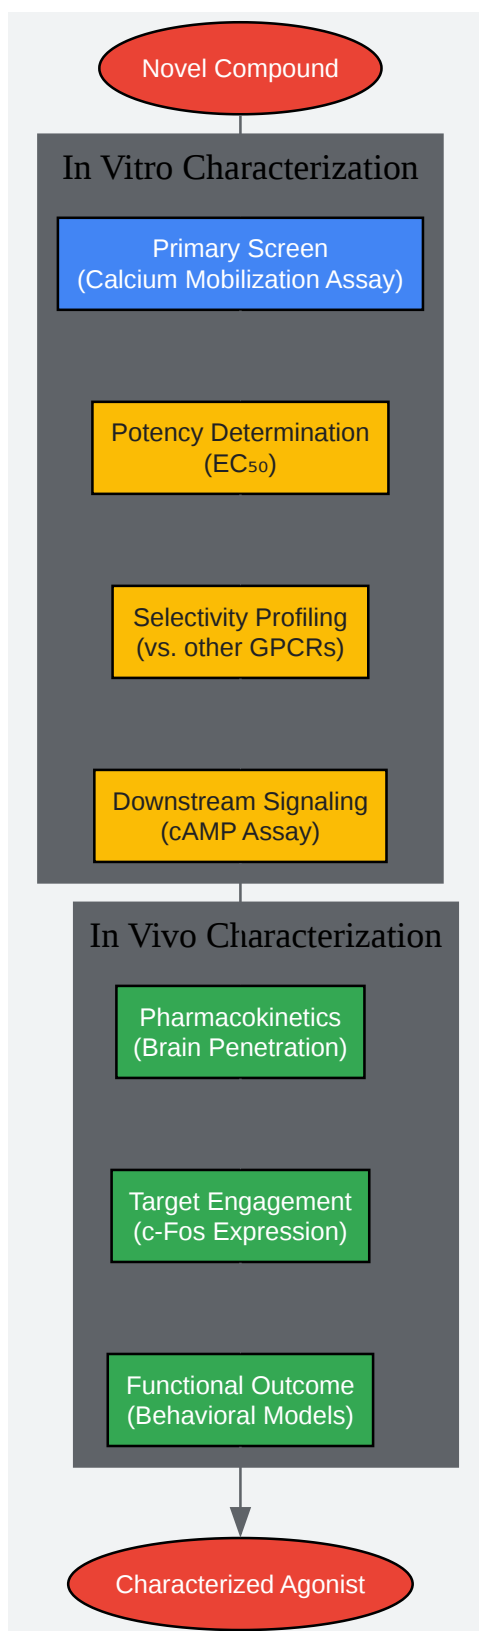 Novel Compound
In Vitro Characterization
Primary Screen
(Calcium Mobilization Assay)
Potency Determination
(EC₅₀)
Selectivity Profiling
(vs. other GPCRs)
Downstream Signaling
(cAMP Assay)
In Vivo Characterization
Pharmacokinetics
(Brain Penetration)
Target Engagement
(c-Fos Expression)
Functional Outcome
(Behavioral Models)
Characterized Agonist